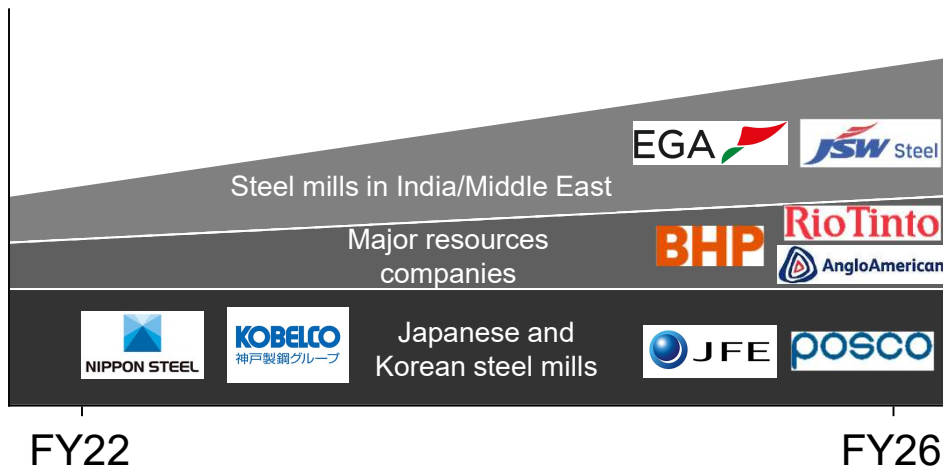 EGA
JSW Steel
Steel mills in India/Middle East
RioTinto
Major resources
companies
BHP
AngloAmerican
NIPPON STEEL
KOBELCO
神戸製鋼グループ
Japanese and
Korean steel mills
JFE
posco
FY22
FY26